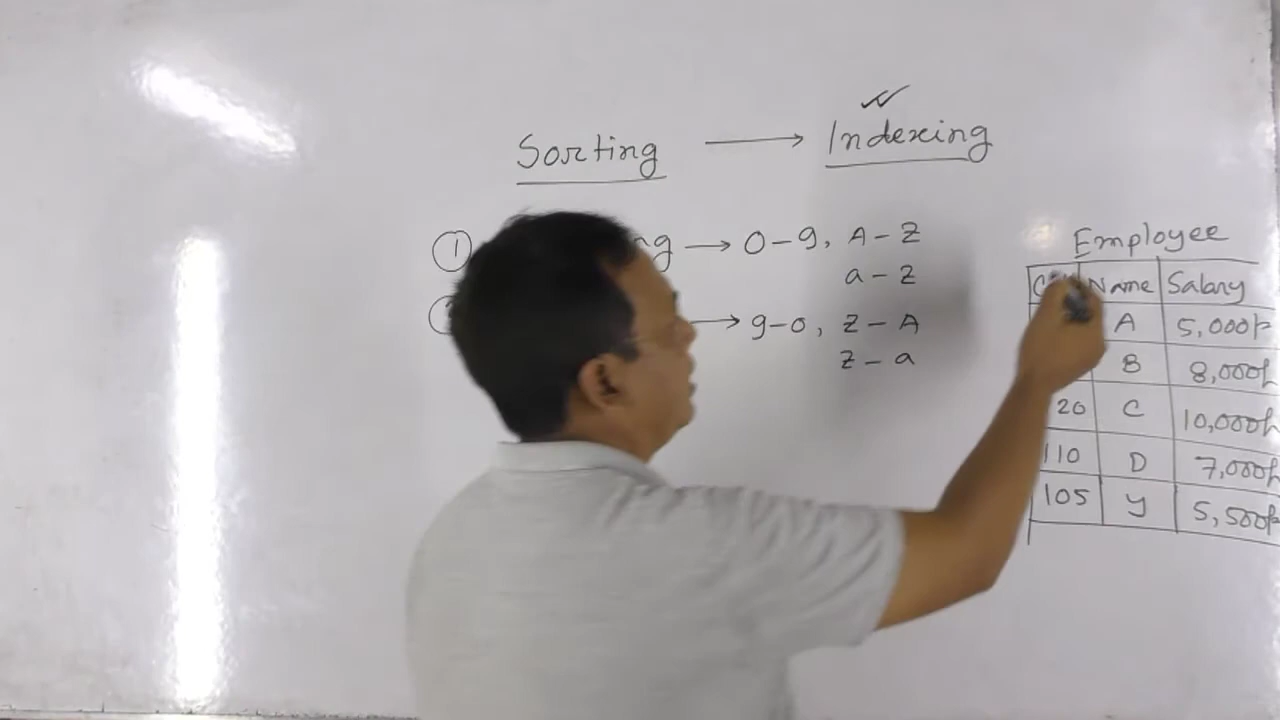 Sorting → Indexing
① → 0-9, A-Z
a-z
→ 9-0, Z-A
z-a
Employee
Name Salary
A 5,000/-
B 8,000/-
20 C 10,000/-
110 D 7,000/-
105 Y 5,500/-